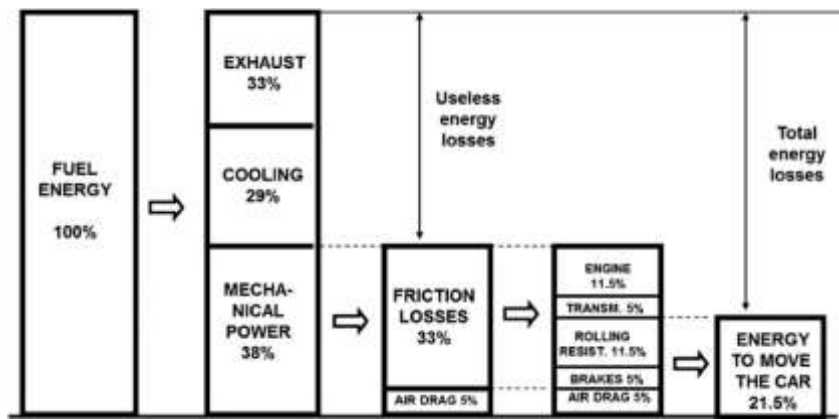 FUEL
ENERGY
100%
EXHAUST
33%
COOLING
29%
MECHA-
NICAL
POWER
38%
Useless
energy
losses
FRICTION
LOSSES
33%
AIR DRAG 5%
ENGINE
11.5%
TRANSM. 5%
ROLLING
RESIST. 11.5%
BRAKES 5%
AIR DRAG 5%
Total
energy
losses
ENERGY
TO MOVE
THE CAR
21.5%